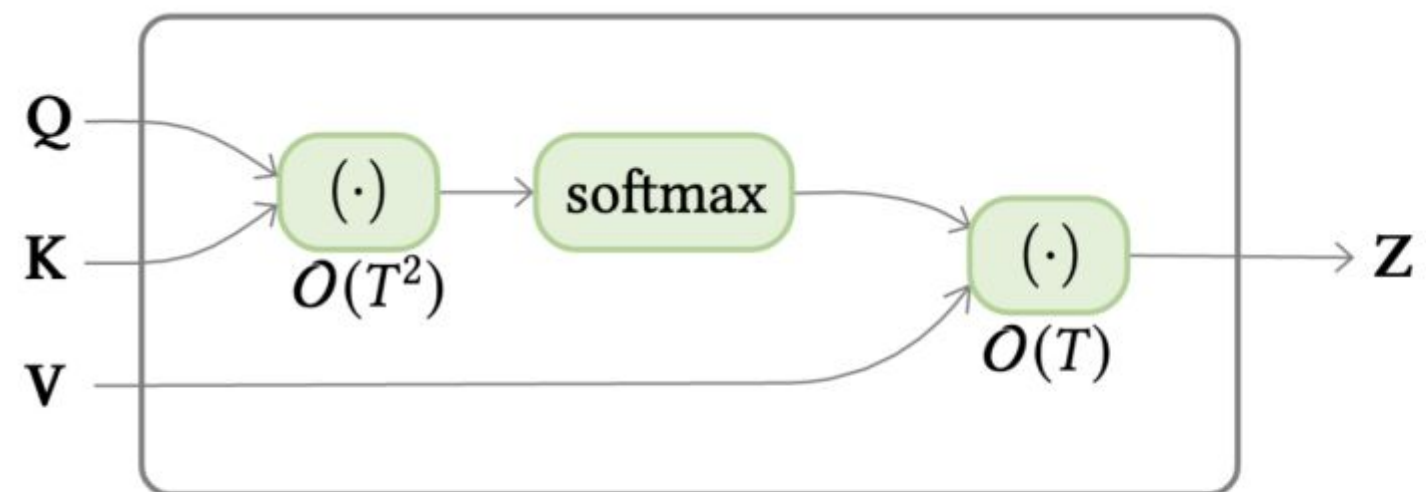 Q
K
V
(·)
O(T²)
softmax
(·)
O(T)
Z